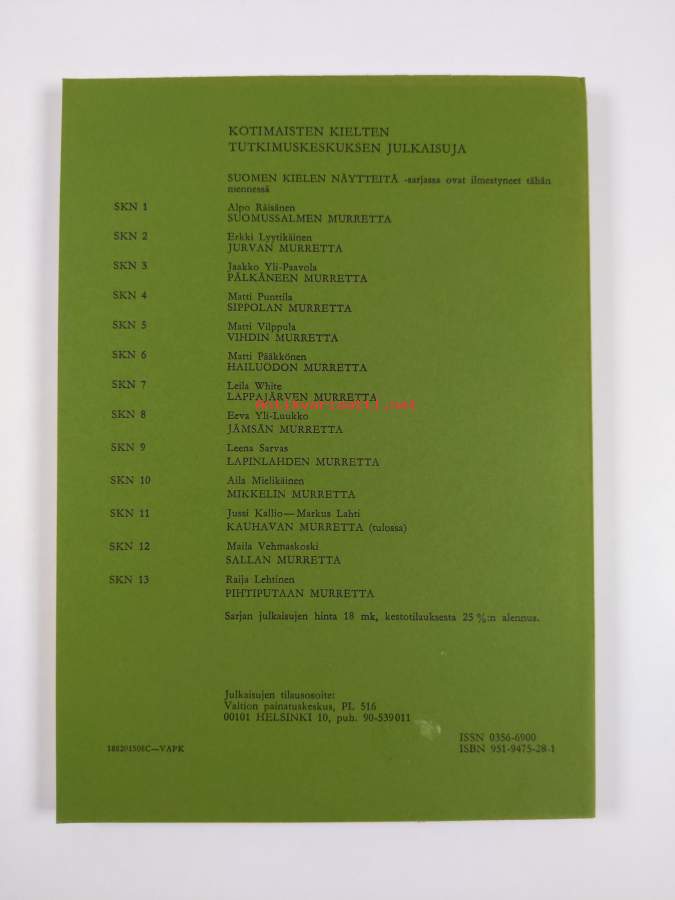 KOTIMAISTEN KIELTEN
TUTKIMUSKESKUKSEN JULKAISUJA
SUOMEN KIELEN NÄYTTEITÄ -sarjassa ovat ilmestyneet tähän
mennessä
SKN 1 Alpo Räisänen
SUOMUSSALMEN MURRETTA
SKN 2 Erkki Lyytikäinen
JURVAN MURRETTA
SKN 3 Jaakko Yli-Paavola
PÄLKÄNEEN MURRETTA
SKN 4 Matti Punttila
SIPPOLAN MURRETTA
SKN 5 Matti Vilppula
VIHDIN MURRETTA
SKN 6 Matti Pääkkönen
HAILUODON MURRETTA
SKN 7 Leila White
LAPPAJÄRVEN MURRETTA
Antikvariaatti.net
SKN 8 Eeva Yli-Luukko
JÄMSÄN MURRETTA
SKN 9 Leena Sarvas
LAPINLAHDEN MURRETTA
SKN 10 Aila Mielikäinen
MIKKELIN MURRETTA
SKN 11 Jussi Kallio—Markus Lahti
KAUHAVAN MURRETTA (tulossa)
SKN 12 Maila Vehmaskoski
SALLAN MURRETTA
SKN 13 Raija Lehtinen
PIHTIPUTAAN MURRETTA
Sarjan julkaisujen hinta 18 mk, kestotilauksesta 25 %:n alennus.
Julkaisujen tilausosoite:
Valtion painatuskeskus, PL 516
00101 HELSINKI 10, puh. 90-539011
ISSN 0356-6900
188201508C—VAPK ISBN 951-9475-28-1